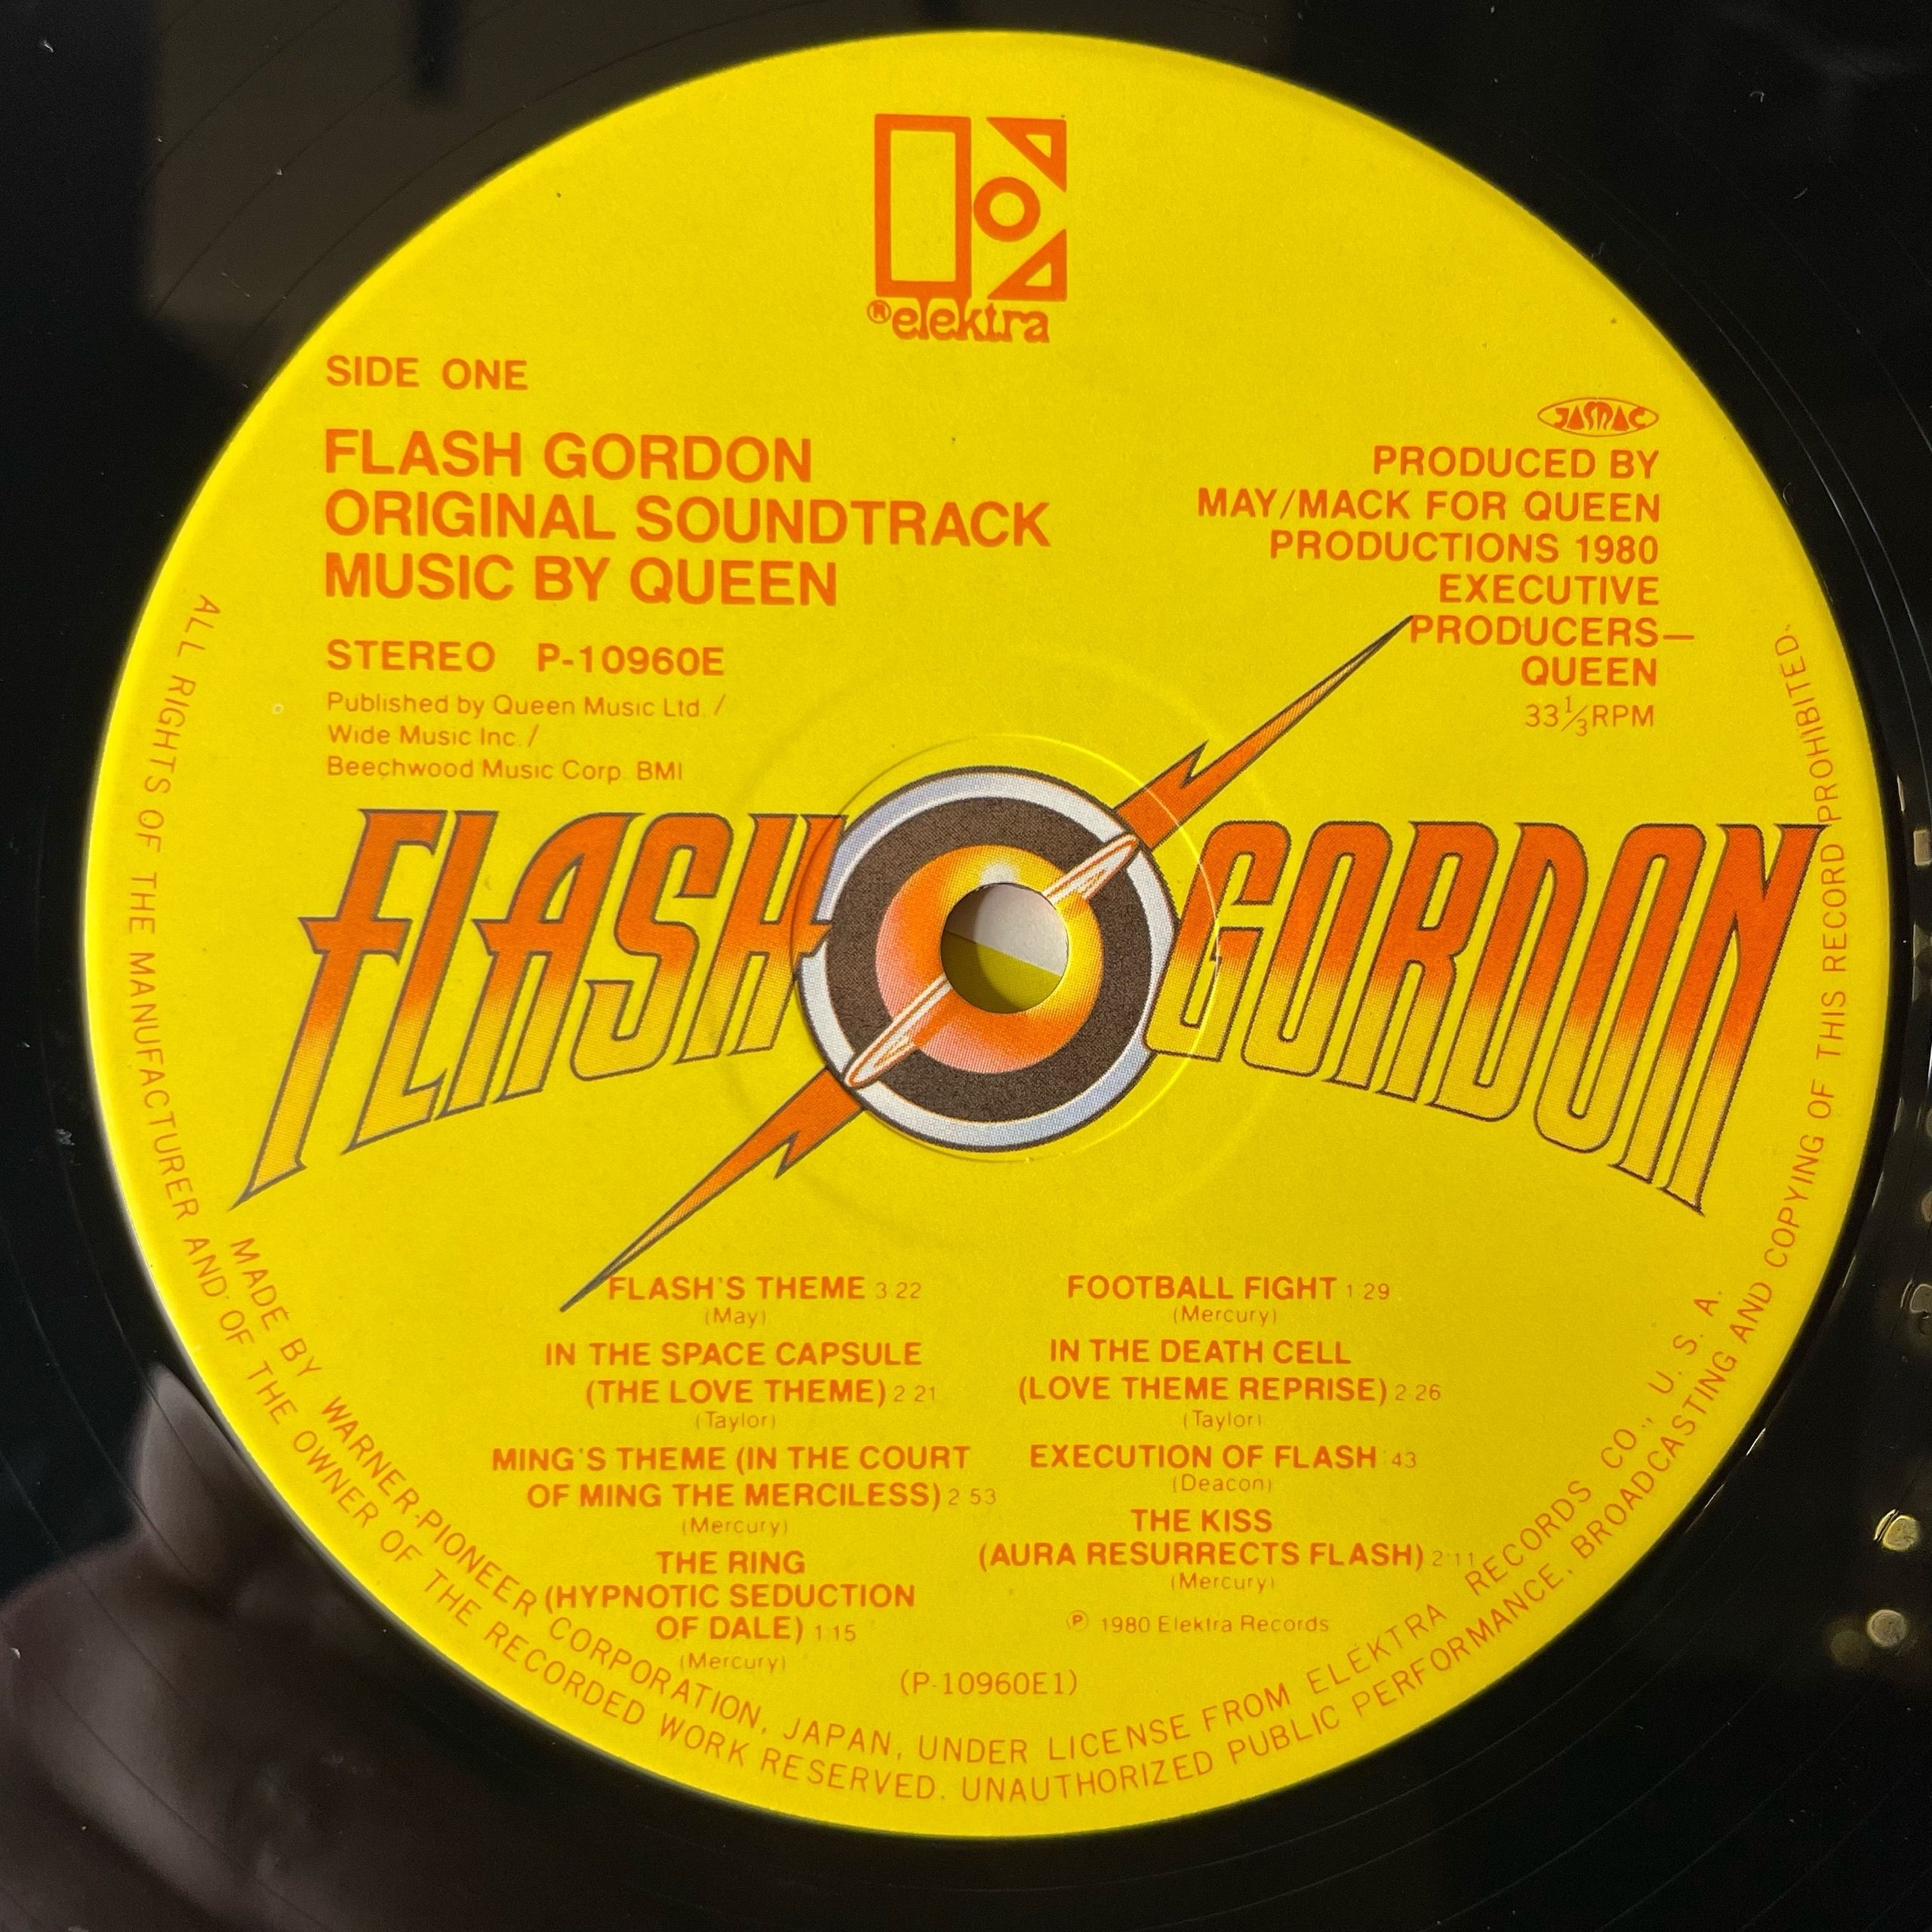 ®elektra
SIDE ONE
FLASH GORDON
ORIGINAL SOUNDTRACK
MUSIC BY QUEEN
STEREO P-10960E
Published by Queen Music Ltd. /
Wide Music Inc. /
Beechwood Music Corp. BMI
JASRAC
PRODUCED BY
MAY/MACK FOR QUEEN
PRODUCTIONS 1980
EXECUTIVE
PRODUCERS—
QUEEN
33⅓RPM
FLASH GORDON
FLASH'S THEME 3:22
(May)
IN THE SPACE CAPSULE
(THE LOVE THEME) 2:21
(Taylor)
MING'S THEME (IN THE COURT
OF MING THE MERCILESS) 2:53
(Mercury)
THE RING
(HYPNOTIC SEDUCTION
OF DALE) 1:15
(Mercury)
FOOTBALL FIGHT 1:29
(Mercury)
IN THE DEATH CELL
(LOVE THEME REPRISE) 2:26
(Taylor)
EXECUTION OF FLASH :43
(Deacon)
THE KISS
(AURA RESURRECTS FLASH) 2:11
(Mercury)
℗ 1980 Elektra Records
(P-10960E1)
MADE BY WARNER-PIONEER CORPORATION, JAPAN, UNDER LICENSE FROM ELEKTRA RECORDS CO., U. S. A.
ALL RIGHTS OF THE MANUFACTURER AND OF THE OWNER OF THE RECORDED WORK RESERVED. UNAUTHORIZED PUBLIC PERFORMANCE, BROADCASTING AND COPYING OF THIS RECORD PROHIBITED.